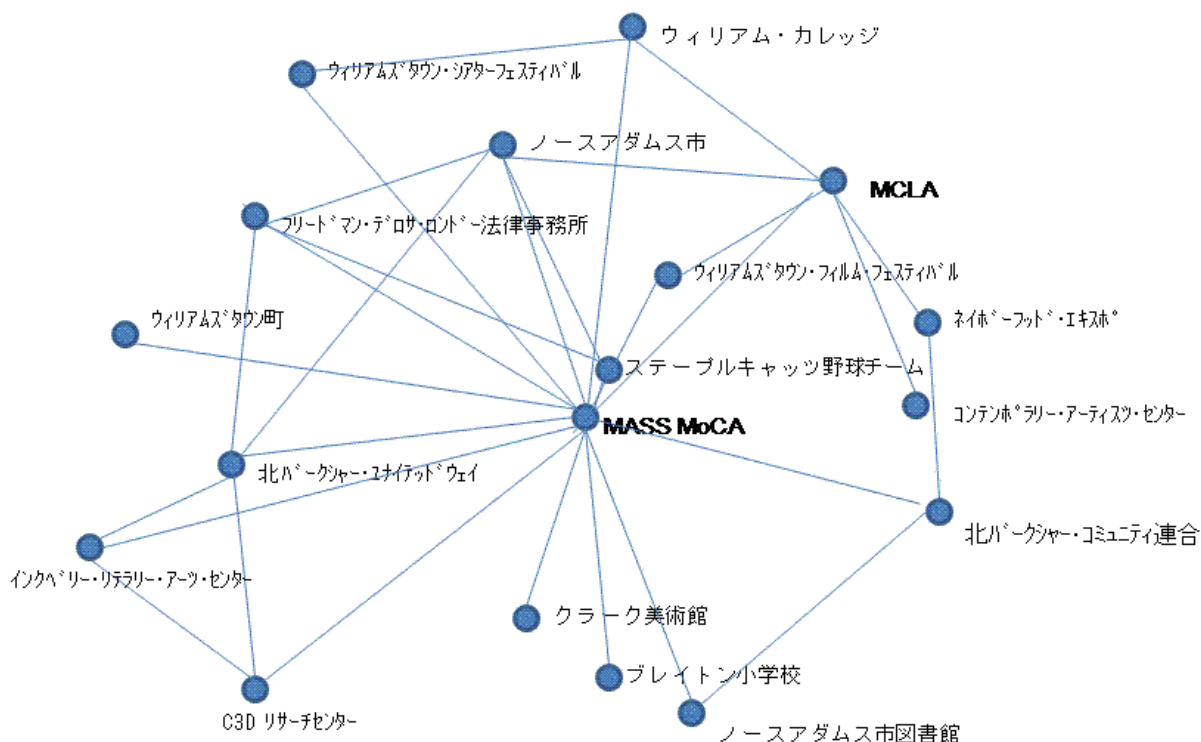 ウィリアム・カレッジ
ウィリアムズタウン・シアターフェスティバル
ノースアダムス市
MCLA
フリードマン・デロサ・ロンドー法律事務所
ウィリアムズタウン・フィルム・フェスティバル
ウィリアムズタウン町
ネイボーフッド・エキスポ
ステーブルキャッツ野球チーム
コンテンポラリー・アーティスツ・センター
MASS MoCA
北バークシャー・ユナイテッドウェイ
北バークシャー・コミュニティ連合
インクベリー・リテラリー・アーツ・センター
クラーク美術館
ブレイトン小学校
C3D リサーチセンター
ノースアダムス市図書館